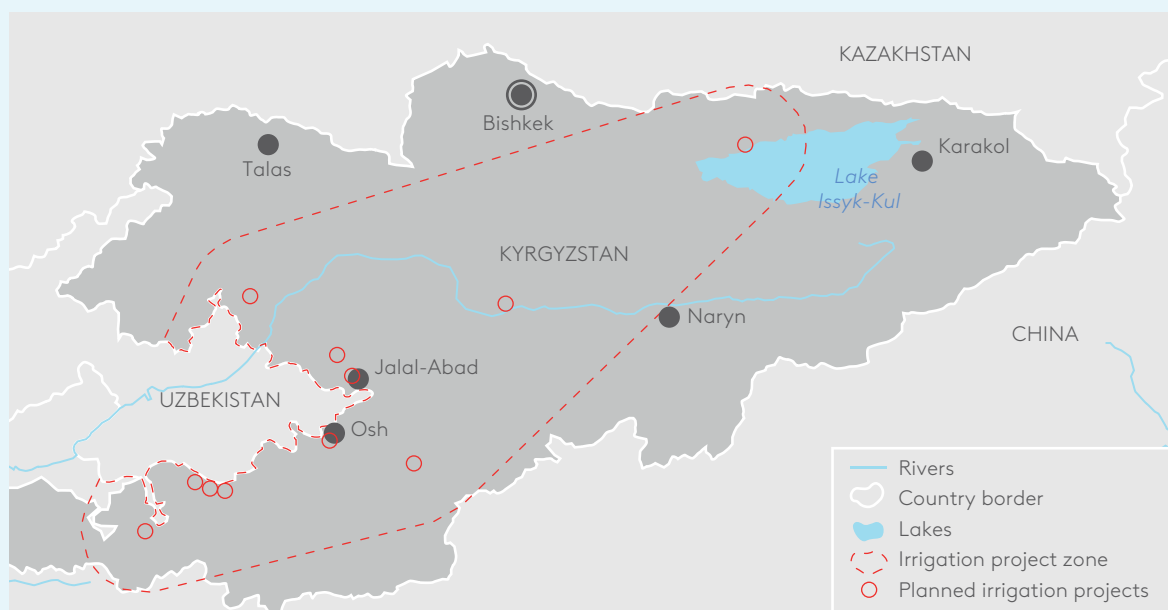 KAZAKHSTAN
Bishkek
Talas
Karakol
Lake
Issyk-Kul
KYRGYZSTAN
Naryn
CHINA
Jalal-Abad
UZBEKISTAN
Osh
Rivers
Country border
Lakes
Irrigation project zone
Planned irrigation projects